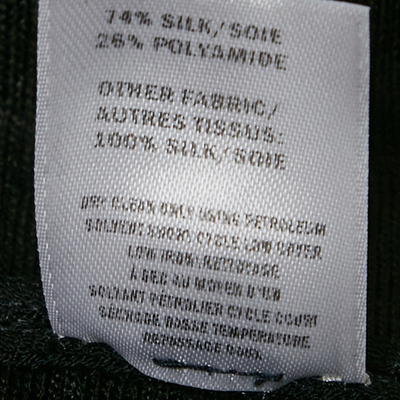 74% SILK/SOIE
26% POLYAMIDE
OTHER FABRIC/
AUTRES TISSUS:
100% SILK/SOIE
DRY CLEAN ONLY USING PETROLEUM
SOLVENT SHORT CYCLE LOW DRYER
LOW IRON/NETTOYAGE
À SEC AU MOYEN D'UN
SOLVANT PETROLIER CYCLE COURT
SECHAGE BASSE TEMPERATURE
REPASSAGE DOUX